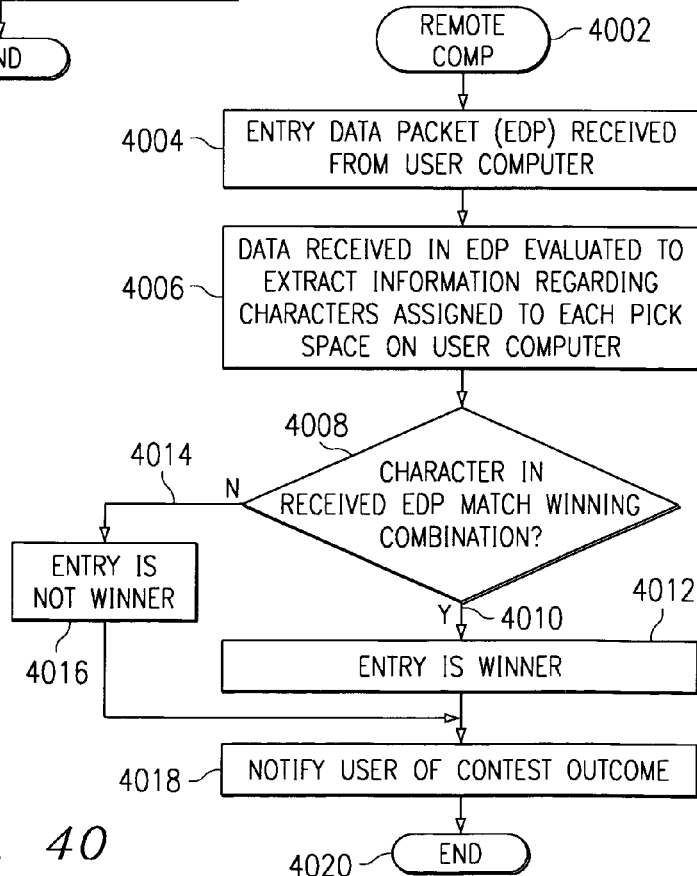 ND
REMOTE
COMP
4002
4004
ENTRY DATA PACKET (EDP) RECEIVED
FROM USER COMPUTER
4006
DATA RECEIVED IN EDP EVALUATED TO
EXTRACT INFORMATION REGARDING
CHARACTERS ASSIGNED TO EACH PICK
SPACE ON USER COMPUTER
4008
4014
N
CHARACTER IN
RECEIVED EDP MATCH WINNING
COMBINATION?
ENTRY IS
NOT WINNER
4016
Y
4010
4012
ENTRY IS WINNER
4018
NOTIFY USER OF CONTEST OUTCOME
40
4020
END